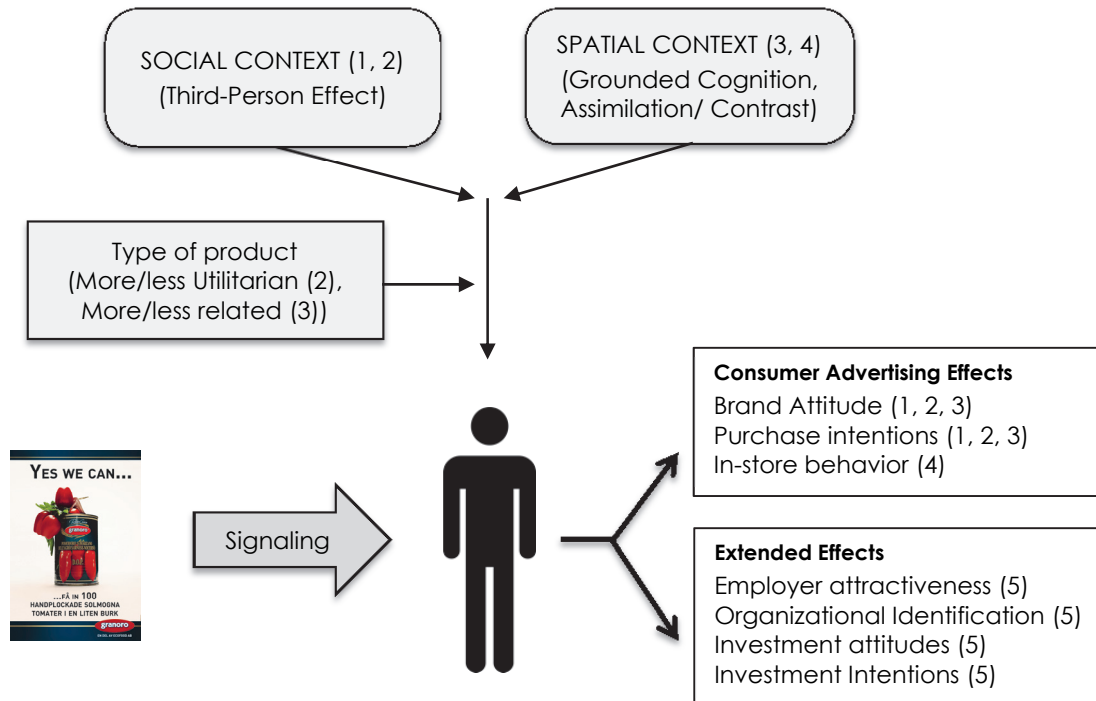 SOCIAL CONTEXT (1, 2)
(Third-Person Effect)
SPATIAL CONTEXT (3, 4)
(Grounded Cognition,
Assimilation/ Contrast)
Type of product
(More/less Utilitarian (2),
More/less related (3))
YES WE CAN...
granoro
...FÅ IN 100
HANDPLOCKADE SOLMOGNA
TOMATER I EN LITEN BURK
granoro
Signaling
Consumer Advertising Effects
Brand Attitude (1, 2, 3)
Purchase intentions (1, 2, 3)
In-store behavior (4)
Extended Effects
Employer attractiveness (5)
Organizational Identification (5)
Investment attitudes (5)
Investment Intentions (5)